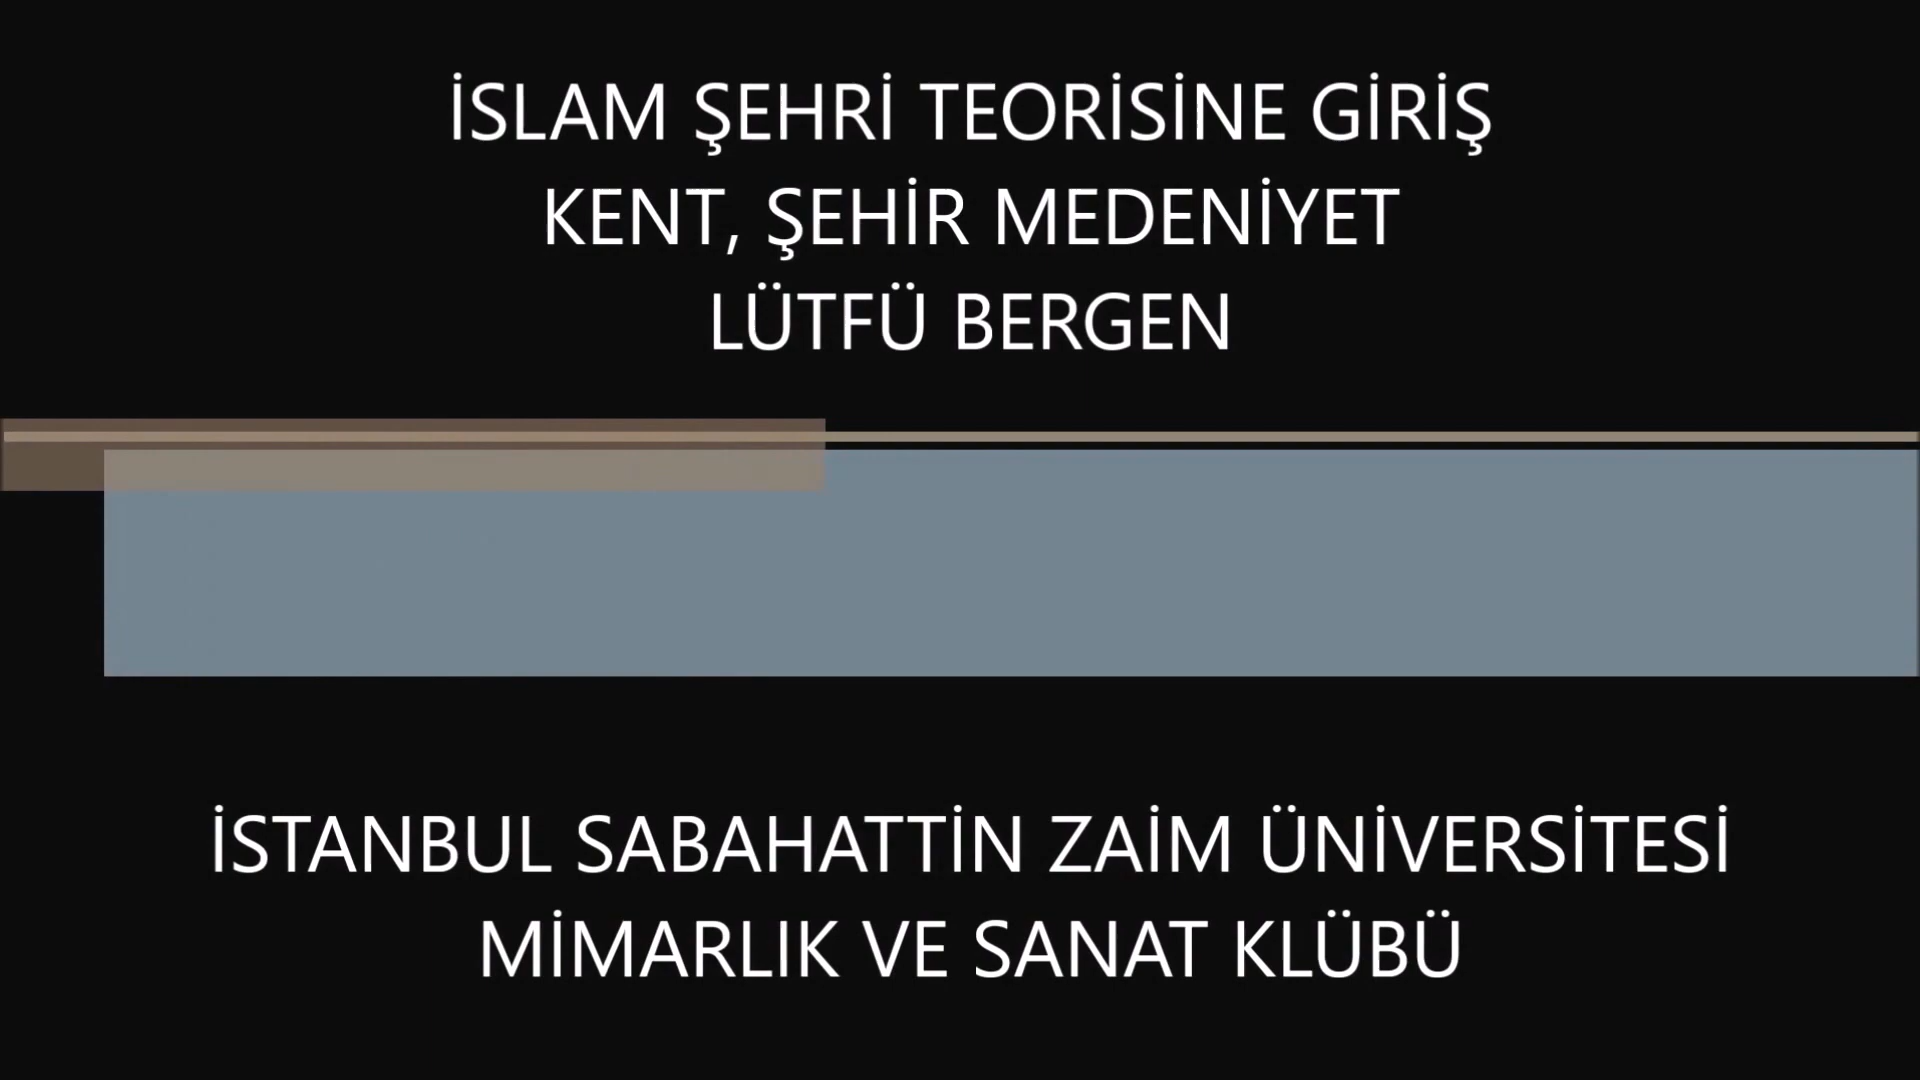 İSLAM ŞEHRİ TEORİSİNE GİRİŞ
KENT, ŞEHİR MEDENİYET
LÜTFÜ BERGEN
İSTANBUL SABAHATTİN ZAİM ÜNİVERSİTESİ
MİMARLIK VE SANAT KLÜBÜ